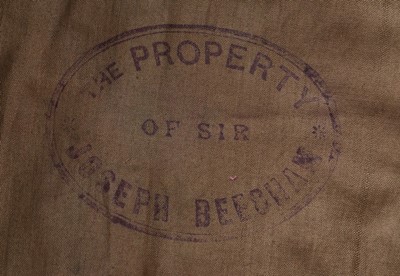 THE PROPERTY
OF SIR
* JOSEPH BEECHAM *